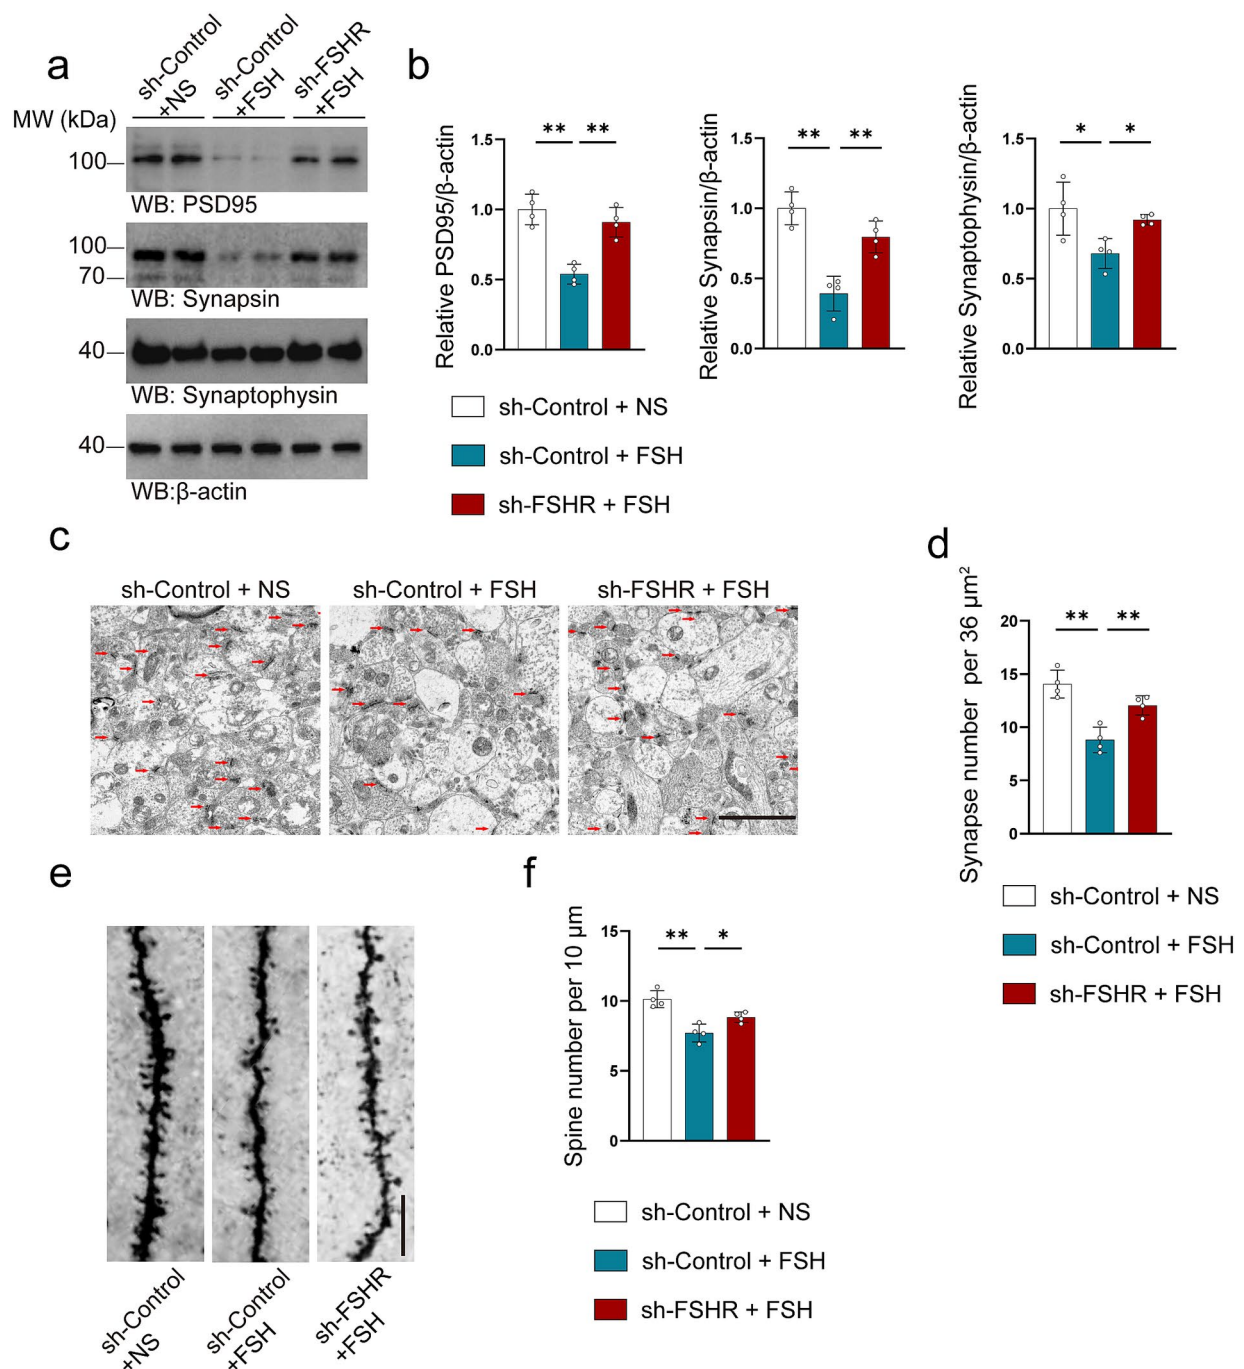 a
sh-Control
+NS
sh-Control
+FSH
sh-FSHR
+FSH
MW (kDa)
100
WB: PSD95
100
70
WB: Synapsin
40
WB: Synaptophysin
40
WB:β-actin
b
Relative PSD95/β-actin
1.5
1.0
0.5
0.0
** **
Relative Synapsin/β-actin
1.5
1.0
0.5
0.0
** **
Relative Synaptophysin/β-actin
1.5
1.0
0.5
0.0
* *
sh-Control + NS
sh-Control + FSH
sh-FSHR + FSH
c
sh-Control + NS
sh-Control + FSH
sh-FSHR + FSH
d
Synapse number per 36 µm²
20
15
10
5
0
** **
sh-Control + NS
sh-Control + FSH
sh-FSHR + FSH
e
sh-Control
+NS
sh-Control
+FSH
sh-FSHR
+FSH
f
Spine number per 10 µm
15
10
5
0
** *
sh-Control + NS
sh-Control + FSH
sh-FSHR + FSH